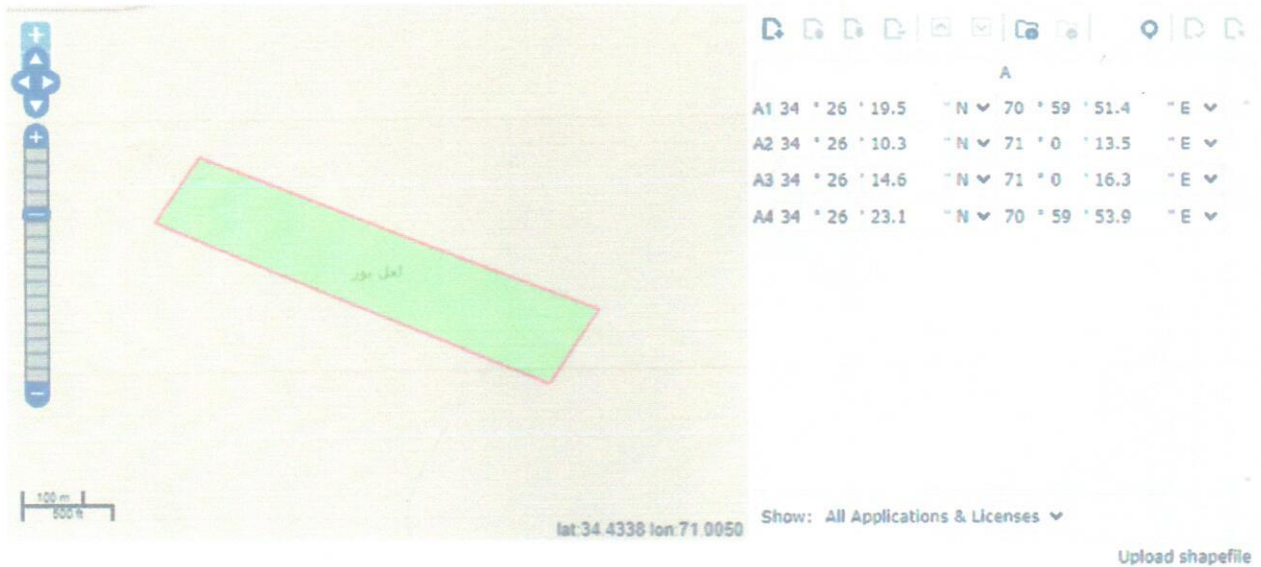 لعل پور
100 m
500 ft
lat:34.4338 lon:71.0050
A
A1 34 ° 26 ' 19.5 " N 70 ° 59 ' 51.4 " E
A2 34 ° 26 ' 10.3 " N 71 ° 0 ' 13.5 " E
A3 34 ° 26 ' 14.6 " N 71 ° 0 ' 16.3 " E
A4 34 ° 26 ' 23.1 " N 70 ° 59 ' 53.9 " E
Show: All Applications & Licenses
Upload shapefile